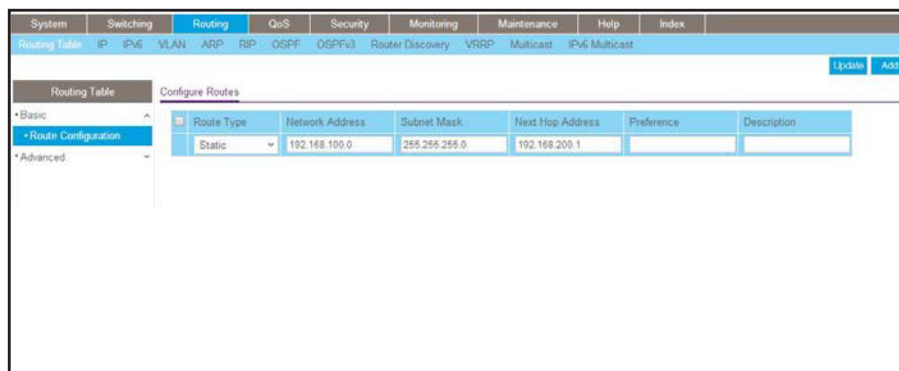 System Switching Routing QoS Security Monitoring Maintenance Help Index
Routing Table IP IPv6 VLAN ARP RIP OSPF OSPFv3 Router Discovery VRRP Multicast IPv6 Multicast
Update Add
Routing Table
Configure Routes
Basic
Route Configuration
Advanced
Route Type Network Address Subnet Mask Next Hop Address Preference Description
Static 192.168.100.0 255.255.255.0 192.168.200.1